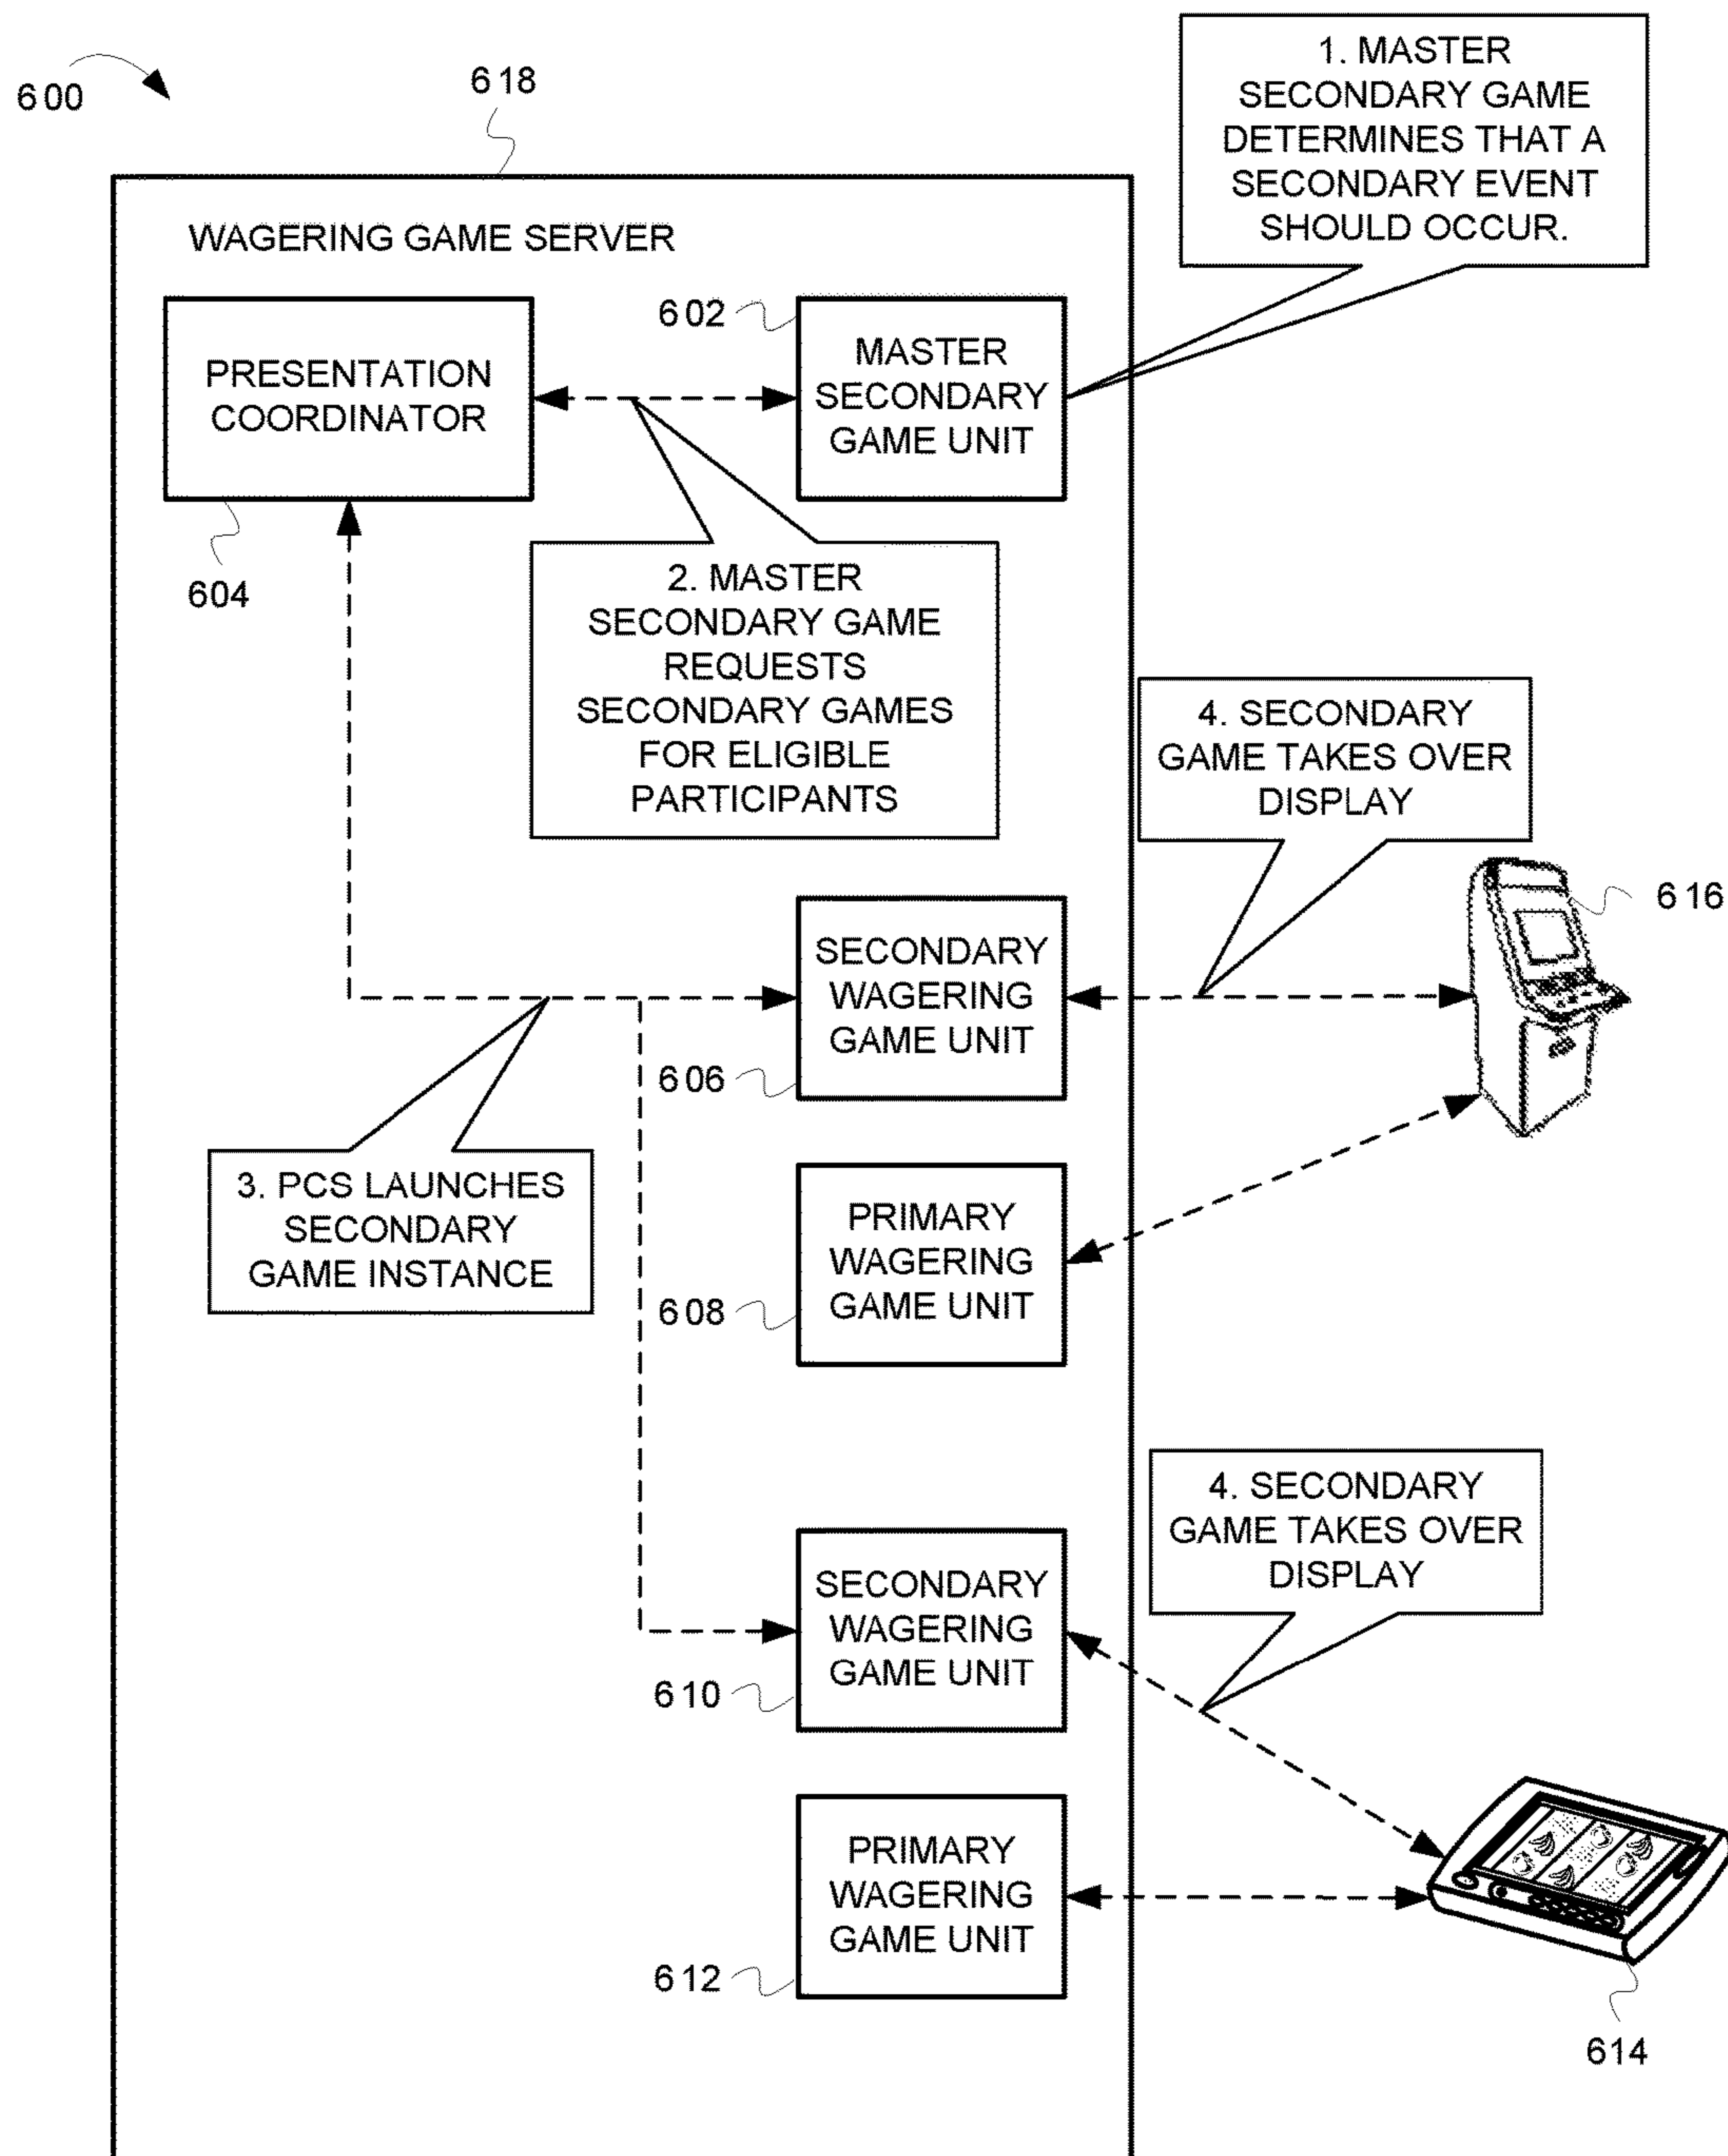 600
618
1. MASTER
SECONDARY GAME
DETERMINES THAT A
SECONDARY EVENT
SHOULD OCCUR.
WAGERING GAME SERVER
602
PRESENTATION
COORDINATOR
MASTER
SECONDARY
GAME UNIT
604
2. MASTER
SECONDARY GAME
REQUESTS
SECONDARY GAMES
FOR ELIGIBLE
PARTICIPANTS
4. SECONDARY
GAME TAKES OVER
DISPLAY
616
SECONDARY
WAGERING
GAME UNIT
606
3. PCS LAUNCHES
SECONDARY
GAME INSTANCE
PRIMARY
WAGERING
GAME UNIT
608
4. SECONDARY
GAME TAKES OVER
DISPLAY
SECONDARY
WAGERING
GAME UNIT
610
PRIMARY
WAGERING
GAME UNIT
612
614